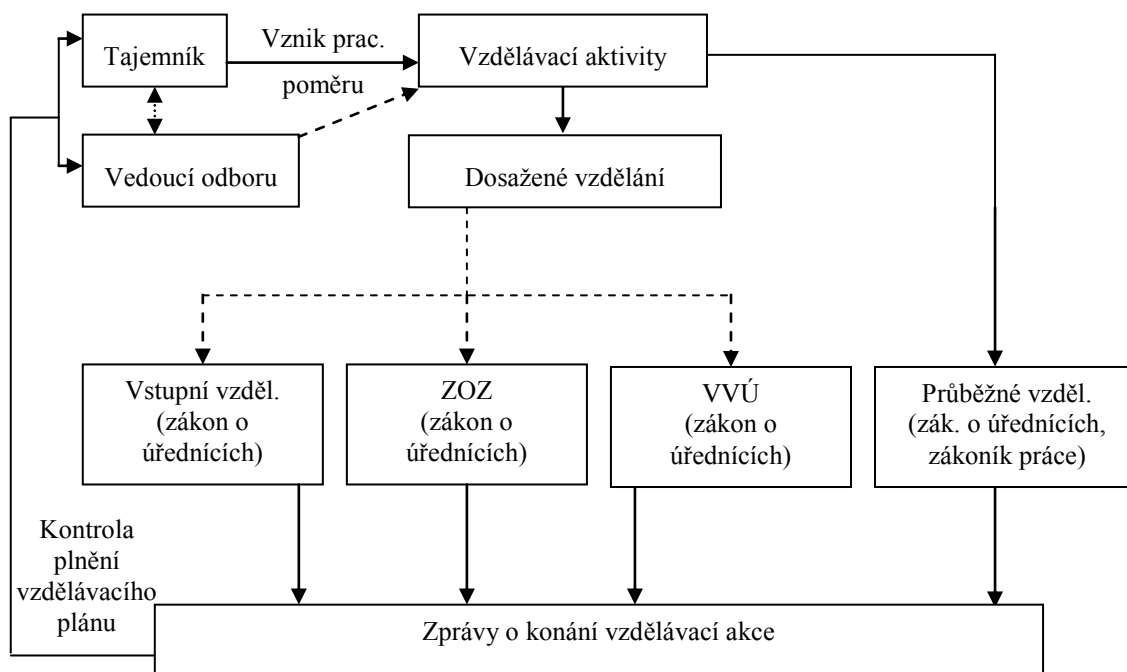 Tajemník
Vznik prac.
poměru
Vzdělávací aktivity
Vedoucí odboru
Dosažené vzdělání
Vstupní vzděl.
(zákon o
úřednících)
ZOZ
(zákon o
úřednících)
VVÚ
(zákon o
úřednících)
Průběžné vzděl.
(zák. o úřednících,
zákoník práce)
Kontrola
plnění
vzdělávacího
plánu
Zprávy o konání vzdělávací akce